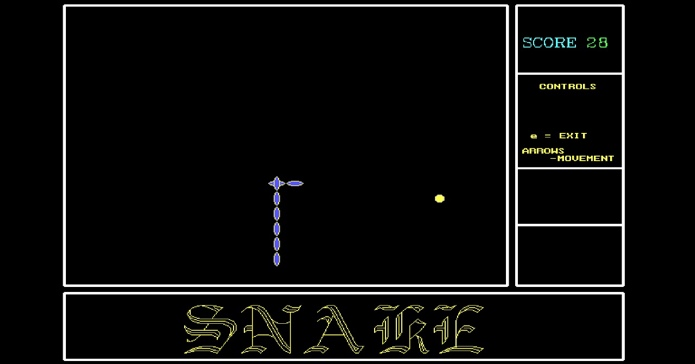 SCORE 28
CONTROLS
e = EXIT
ARROWS
-MOVEMENT
SNAKE